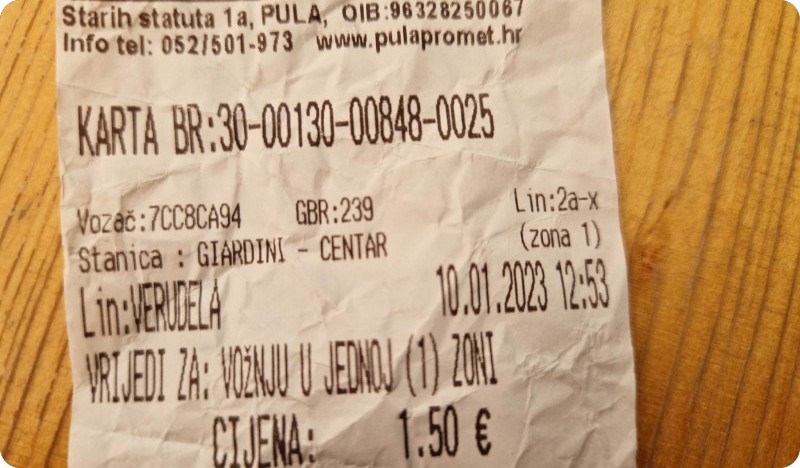 Starih statuta 1a, PULA, OIB:96328250067
Info tel: 052/501-973 www.pulapromet.hr
KARTA BR:30-00130-00848-0025
Vozač:7CC8CA94 GBR:239 Lin:2a-x
Stanica : GIARDINI - CENTAR (zona 1)
Lin:VERUDELA 10.01.2023 12:53
VRIJEDI ZA: VOŽNJU U JEDNOJ (1) ZONI
CIJENA: 1.50 €